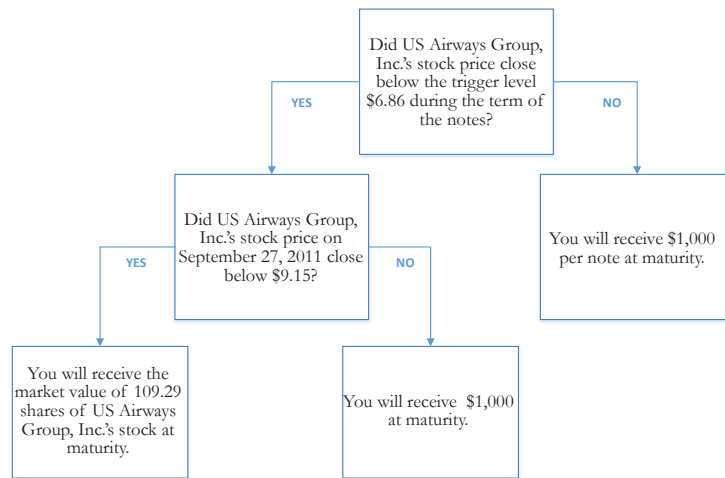 Did US Airways Group,
Inc.'s stock price close
below the trigger level
$6.86 during the term of
the notes?
YES
NO
Did US Airways Group,
Inc.'s stock price on
September 27, 2011 close
below $9.15?
You will receive $1,000
per note at maturity.
YES
NO
You will receive the
market value of 109.29
shares of US Airways
Group, Inc.'s stock at
maturity.
You will receive $1,000
at maturity.